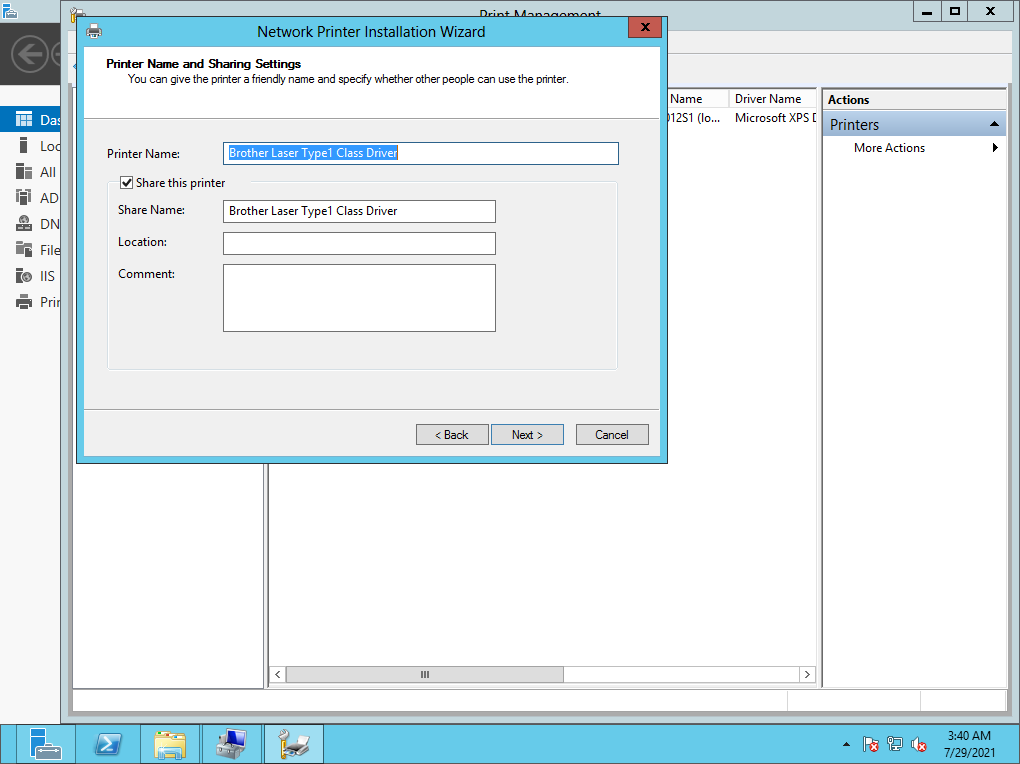 Print Management
Network Printer Installation Wizard
Printer Name and Sharing Settings
You can give the printer a friendly name and specify whether other people can use the printer.
Printer Name:
Brother Laser Type1 Class Driver
Share this printer
Share Name:
Brother Laser Type1 Class Driver
Location:
Comment:
< Back
Next >
Cancel
Name
Driver Name
012S1 (lo...
Microsoft XPS D
Actions
Printers
More Actions
Das
Loc
All
AD
DN
File
IIS
Prin
3:40 AM
7/29/2021